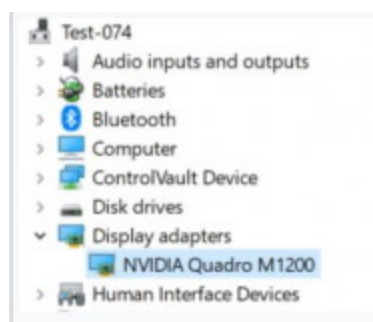 Test-074
Audio inputs and outputs
Batteries
Bluetooth
Computer
ControlVault Device
Disk drives
Display adapters
NVIDIA Quadro M1200
Human Interface Devices